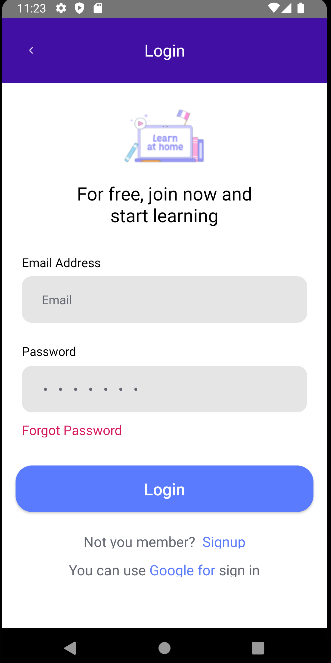 11:23
Login
Learn
at home
For free, join now and
start learning
Email Address
Email
Password
Forgot Password
Login
Not you member? Signup
You can use Google for sign in